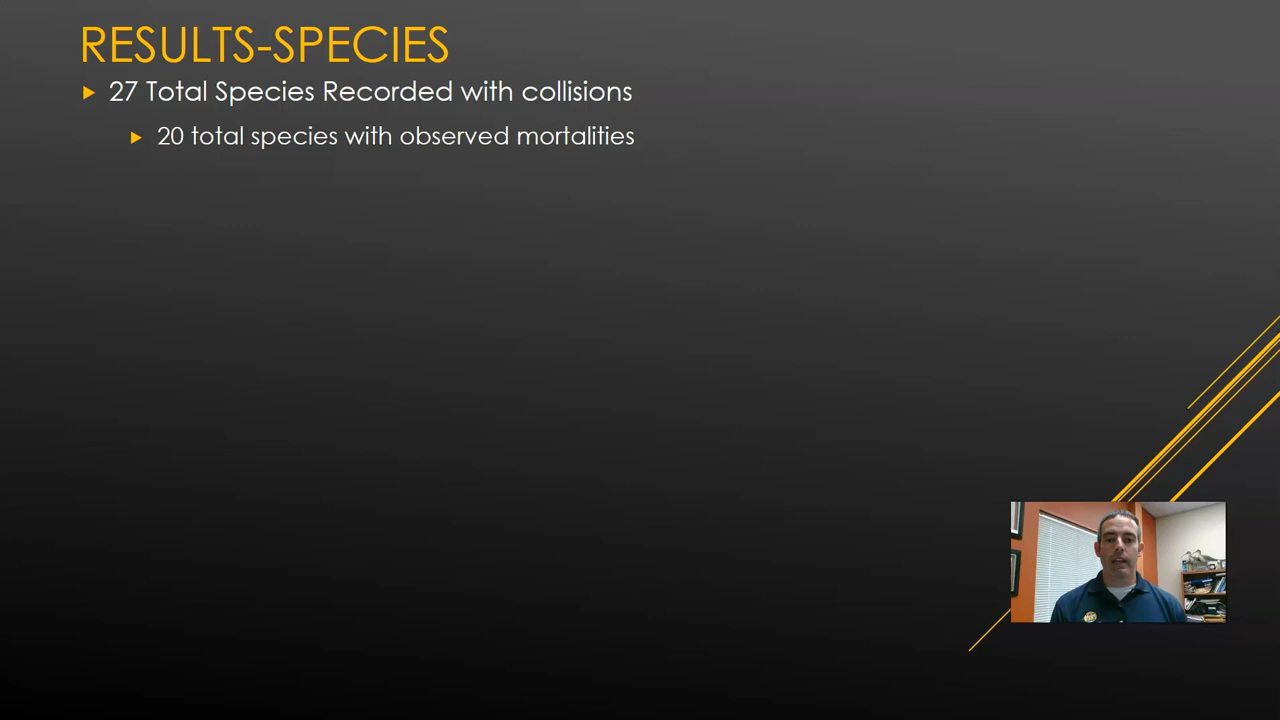 RESULTS-SPECIES
27 Total Species Recorded with collisions
20 total species with observed mortalities